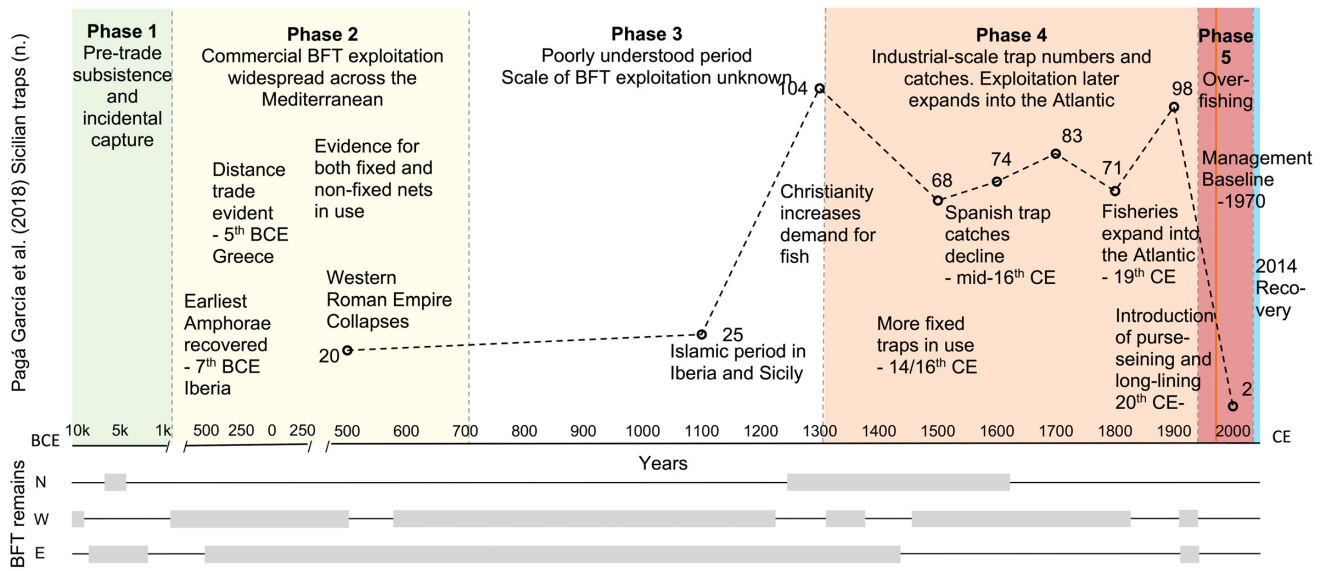 Pagá García et al. (2018) Sicilian traps (n.)
Phase 1
Pre-trade
subsistence
and
incidental
capture
Phase 2
Commercial BFT exploitation
widespread across the
Mediterranean
Evidence for
both fixed and
non-fixed nets
in use
Distance
trade
evident
- 5th BCE
Greece
Western
Roman Empire
Collapses
Earliest
Amphorae
recovered
- 7th BCE
Iberia
20
Phase 3
Poorly understood period
Scale of BFT exploitation unknown
104
25
Islamic period in
Iberia and Sicily
Christianity
increases
demand for
fish
Phase 4
Industrial-scale trap numbers and
catches. Exploitation later
expands into the Atlantic
68
74
83
71
98
Spanish trap
catches
decline
- mid-16th CE
Fisheries
expand into
the Atlantic
- 19th CE
More fixed
traps in use
- 14/16th CE
Introduction
of purse-
seining and
long-lining
20th CE-
Phase
5
Over-
fishing
Management
Baseline
-1970
2014
Reco-
very
2
BCE 10k 5k 1k 500 250 0 250 500 600 700 800 900 1000 1100 1200 1300 1400 1500 1600 1700 1800 1900 2000 CE
Years
BFT remains
N
W
E